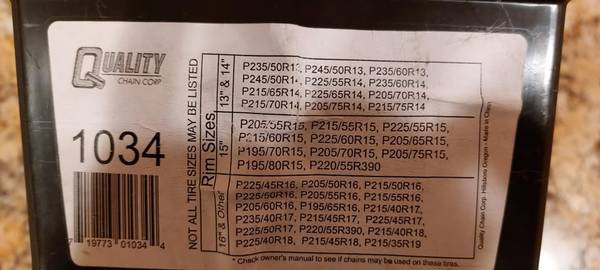 QUALITY
CHAIN CORP
1034
7 19773 01034 4
NOT ALL TIRE SIZES MAY BE LISTED
Rim Sizes
13" & 14"
P235/50R13, P245/50R13, P235/60R13,
P245/50R14, P225/55R14, P235/60R14,
P215/65R14, P225/65R14, P205/70R14,
P215/70R14, P205/75R14, P215/75R14
15"
P205/55R15, P215/55R15, P225/55R15,
P215/60R15, P225/60R15, P205/65R15,
P195/70R15, P205/70R15, P205/75R15,
P195/80R15, P220/55R390
16" & Other
P225/45R16, P205/50R16, P215/50R16,
P225/50R16, P205/55R16, P215/55R16,
P205/60R16, P195/65R16, P215/40R17,
P235/40R17, P215/45R17, P225/45R17,
P205/50R17, P220/55R390, P215/40R18,
P225/40R18, P215/45R18, P215/35R19
* Check owner's manual to see if chains may be used on these tires.
Quality Chain Corp. Hillsboro Oregon - Made in China